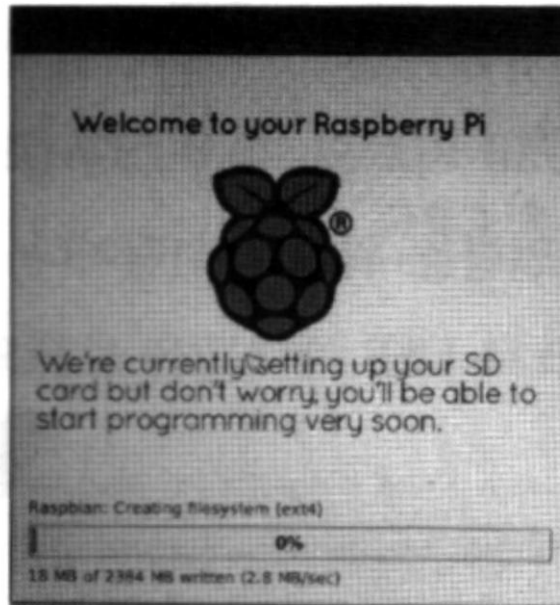 Welcome to your Raspberry Pi
®
We're currently setting up your SD
card but don't worry, you'll be able to
start programming very soon.
Raspbian: Creating filesystem (ext4)
0%
18 MB of 2384 MB written (2.8 MB/sec)